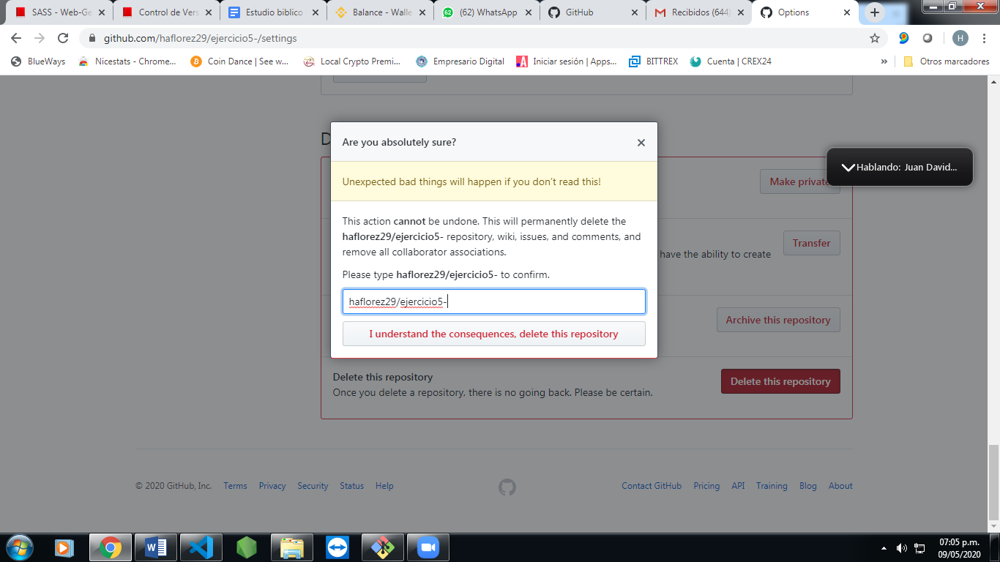 SASS - Web-Ge
Control de Vers
Estudio biblico
Balance - Walle
(62) WhatsApp
GitHub
Recibidos (644)
Options
github.com/haflorez29/ejercicio5-/settings
H
BlueWays
Nicestats - Chrome...
Coin Dance | See w...
Local Crypto Premi...
Empresario Digital
Iniciar sesión | Apps...
BITTREX
Cuenta | CREX24
»
Otros marcadores
D
Are you absolutely sure?
Unexpected bad things will happen if you don’t read this!
This action cannot be undone. This will permanently delete the
haflorez29/ejercicio5- repository, wiki, issues, and comments, and
remove all collaborator associations.
Please type haflorez29/ejercicio5- to confirm.
haflorez29/ejercicio5-
I understand the consequences, delete this repository
Make private
Hablando: Juan David...
Transfer
have the ability to create
Archive this repository
Delete this repository
Once you delete a repository, there is no going back. Please be certain.
Delete this repository
© 2020 GitHub, Inc.
Terms
Privacy
Security
Status
Help
Contact GitHub
Pricing
API
Training
Blog
About
07:05 p.m.
09/05/2020